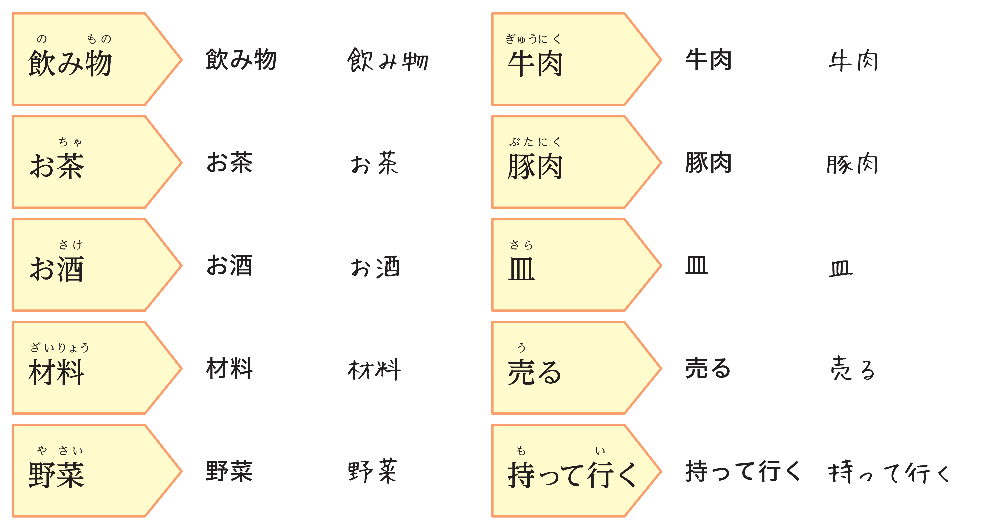 の もの
飲み物 飲み物 飲み物
ちゃ
お茶 お茶 お茶
さけ
お酒 お酒 お酒
ざいりょう
材料 材料 材料
や さい
野菜 野菜 野菜
ぎゅうにく
牛肉 牛肉 牛肉
ぶたにく
豚肉 豚肉 豚肉
さら
皿 皿 皿
う
売る 売る 売る
も い
持って行く 持って行く 持って行く